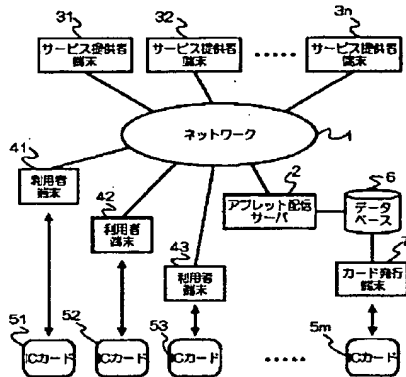 31
32
3n
サービス提供者
端末
サービス提供者
端末
サービス提供者
端末
ネットワーク
1
41
利用者
端末
42
利用者
端末
43
利用者
端末
2
アプレット配信
サーバ
6
データ
ベース
7
カード発行
端末
51
ICカード
52
ICカード
53
ICカード
5m
ICカード